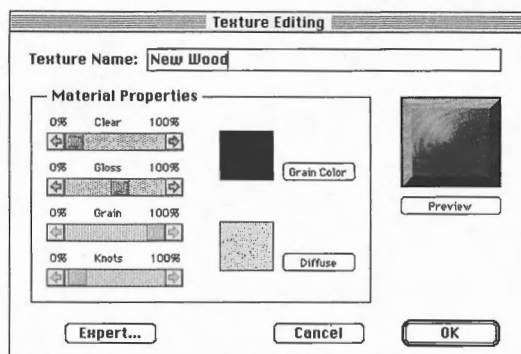 Texture Editing
Texture Name: New Wood
Material Properties
0% Clear 100%
0% Gloss 100%
Grain Color
0% Grain 100%
Preview
0% Knots 100%
Diffuse
Expert... Cancel OK